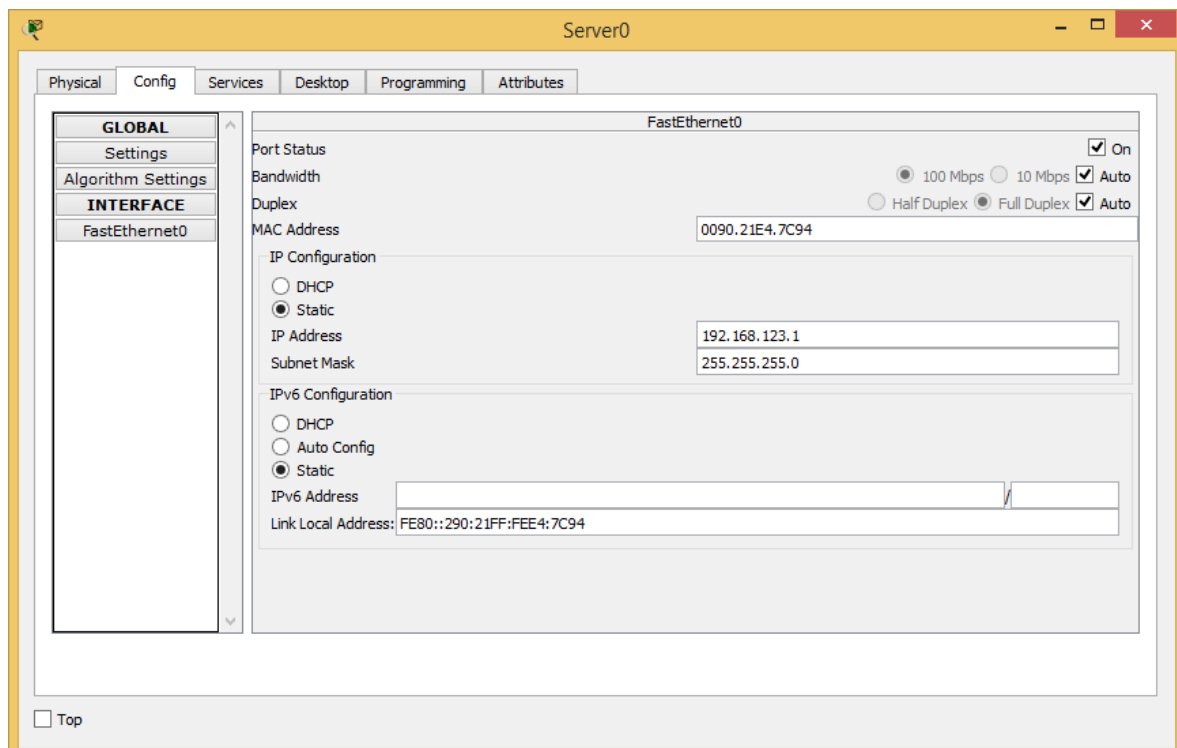 Server0
Physical Config Services Desktop Programming Attributes
GLOBAL
Settings
Algorithm Settings
INTERFACE
FastEthernet0
FastEthernet0
Port Status On
Bandwidth 100 Mbps 10 Mbps Auto
Duplex Half Duplex Full Duplex Auto
MAC Address 0090.21E4.7C94
IP Configuration
DHCP
Static
IP Address 192.168.123.1
Subnet Mask 255.255.255.0
IPv6 Configuration
DHCP
Auto Config
Static
IPv6 Address /
Link Local Address: FE80::290:21FF:FEE4:7C94
Top